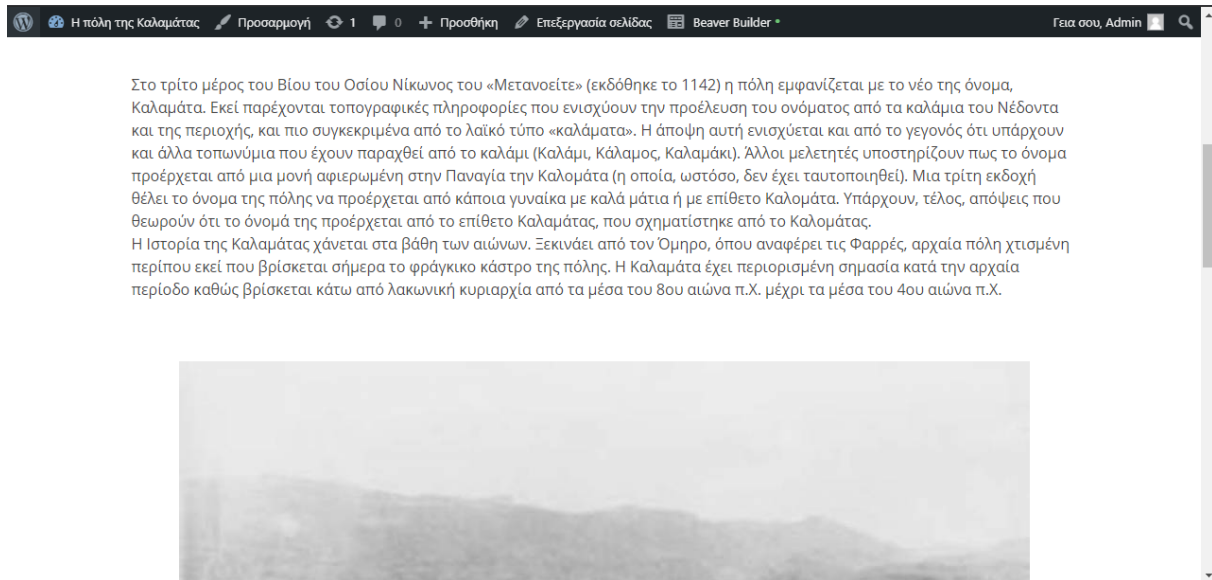 Η πόλη της Καλαμάτας Προσαρμογή 1 0 Προσθήκη Επεξεργασία σελίδας Beaver Builder Γεια σου, Admin
Στο τρίτο μέρος του Βίου του Οσίου Νίκωνος του «Μετανοείτε» (εκδόθηκε το 1142) η πόλη εμφανίζεται με το νέο της όνομα,
Καλαμάτα. Εκεί παρέχονται τοπογραφικές πληροφορίες που ενισχύουν την προέλευση του ονόματος από τα καλάμια του Νέδοντα
και της περιοχής, και πιο συγκεκριμένα από το λαϊκό τύπο «καλάματα». Η άποψη αυτή ενισχύεται και από το γεγονός ότι υπάρχουν
και άλλα τοπωνύμια που έχουν παραχθεί από το καλάμι (Καλάμι, Κάλαμος, Καλαμάκι). Άλλοι μελετητές υποστηρίζουν πως το όνομα
προέρχεται από μια μονή αφιερωμένη στην Παναγία την Καλομάτα (η οποία, ωστόσο, δεν έχει ταυτοποιηθεί). Μια τρίτη εκδοχή
θέλει το όνομα της πόλης να προέρχεται από κάποια γυναίκα με καλά μάτια ή με επίθετο Καλομάτα. Υπάρχουν, τέλος, απόψεις που
θεωρούν ότι το όνομά της προέρχεται από το επίθετο Καλαμάτας, που σχηματίστηκε από το Καλομάτας.
Η Ιστορία της Καλαμάτας χάνεται στα βάθη των αιώνων. Ξεκινάει από τον Όμηρο, όπου αναφέρει τις Φαρρές, αρχαία πόλη χτισμένη
περίπου εκεί που βρίσκεται σήμερα το φράγκικο κάστρο της πόλης. Η Καλαμάτα έχει περιορισμένη σημασία κατά την αρχαία
περίοδο καθώς βρίσκεται κάτω από λακωνική κυριαρχία από τα μέσα του 8ου αιώνα π.Χ. μέχρι τα μέσα του 4ου αιώνα π.Χ.